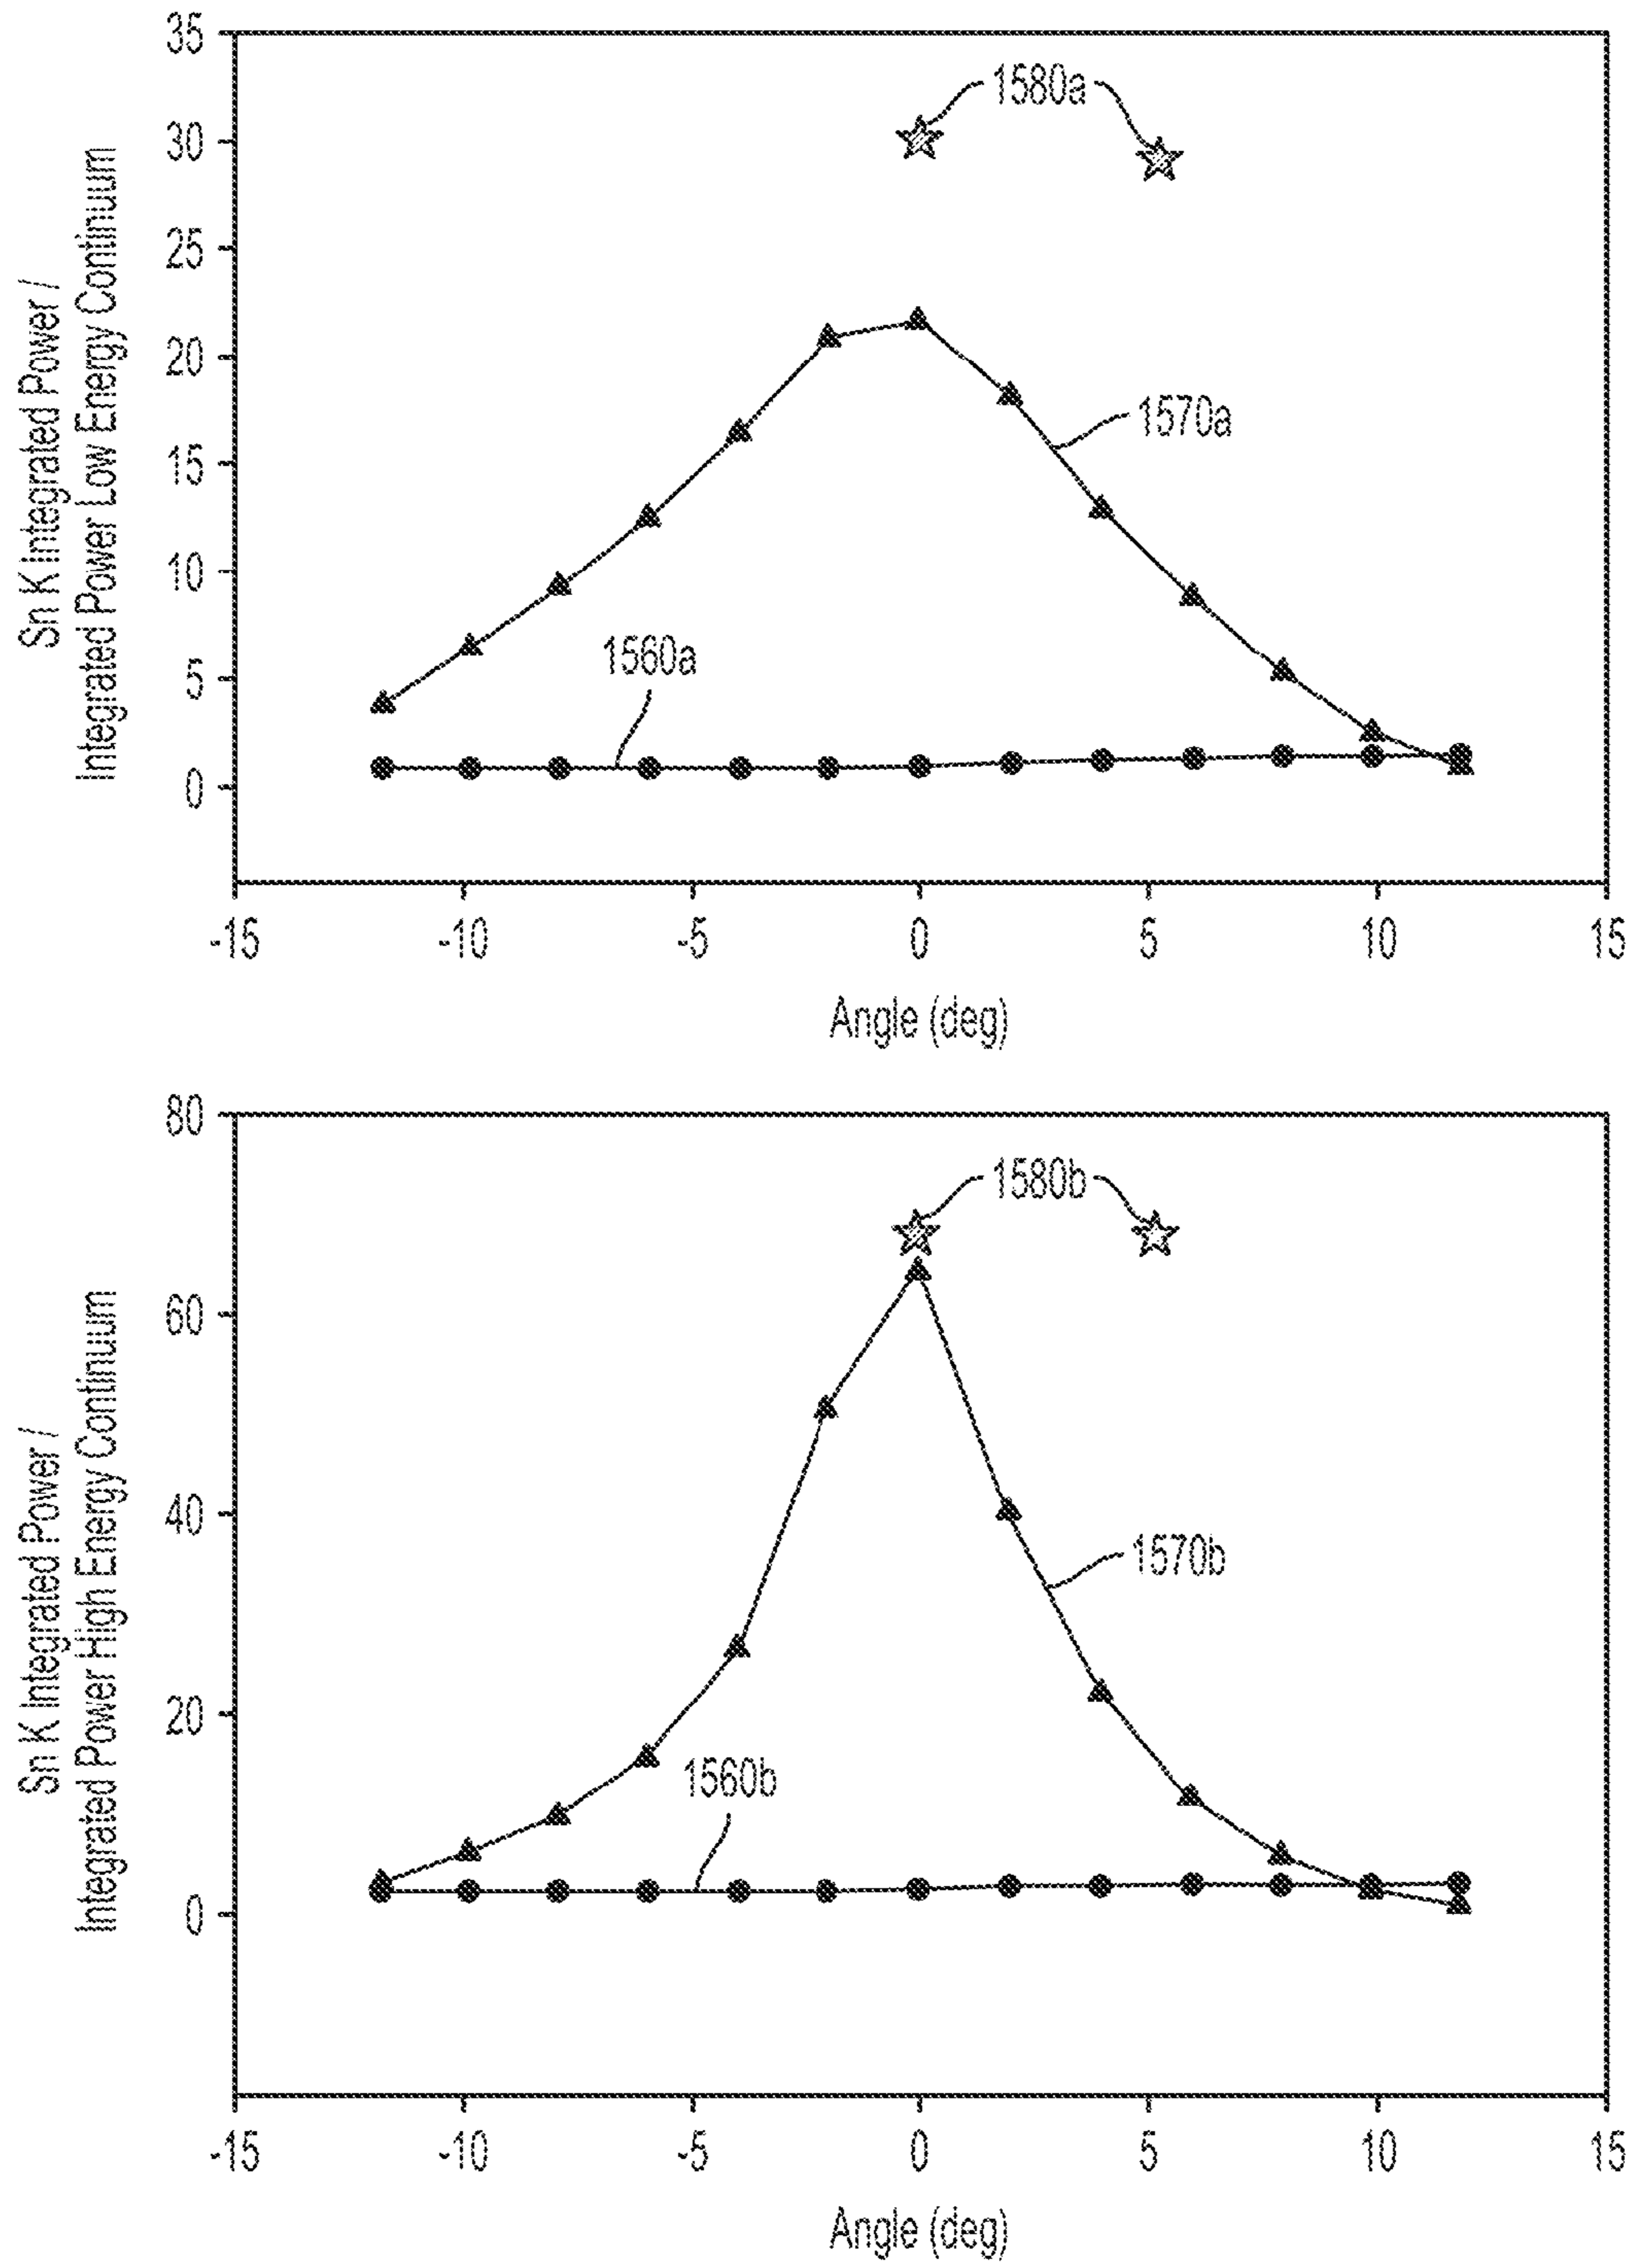 Sn K Integrated Power /
Integrated Power Low Energy Continuum
35
30
25
20
15
10
5
0
1580a
1570a
1560a
-15 -10 -5 0 5 10 15
Angle (deg)
Sn K Integrated Power /
Integrated Power High Energy Continuum
80
60
40
20
0
1580b
1570b
1560b
-15 -10 -5 0 5 10 15
Angle (deg)